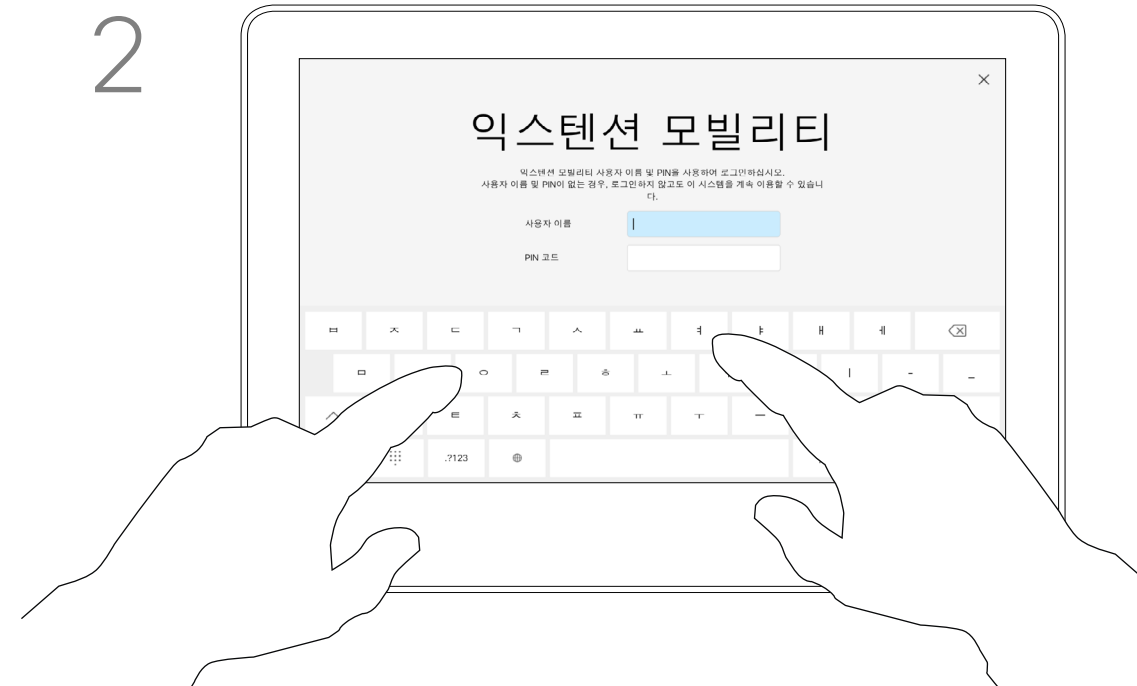 2
익스텐션 모빌리티
익스텐션 모빌리티 사용자 이름 및 PIN을 사용하여 로그인하십시오.
사용자 이름 및 PIN이 없는 경우, 로그인하지 않고도 이 시스템을 계속 이용할 수 있습니
다.
사용자 이름
PIN 코드
ㅂ ㅈ ㄷ ㄱ ㅅ ㅛ ㅕ ㅑ ㅐ ㅔ
ㅁ ㅇ ㄹ ㅎ ㅗ ㅣ - _
ㅌ ㅊ ㅍ ㅠ ㅜ ㅡ
.?123